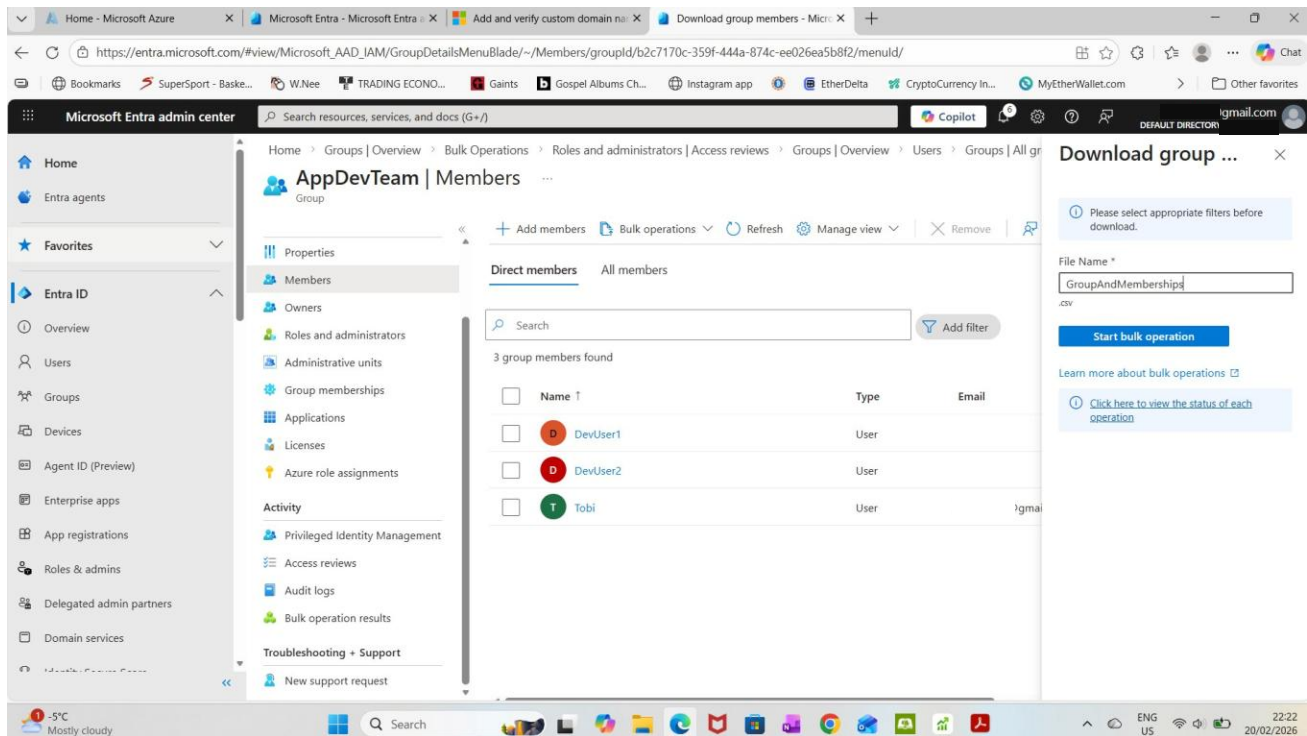 Home - Microsoft Azure
Microsoft Entra - Microsoft Entra a
Add and verify custom domain na
Download group members - Micro
https://entra.microsoft.com/#view/Microsoft_AAD_IAM/GroupDetailsMenuBlade/~/Members/groupId/b2c7170c-359f-444a-874c-ee026ea5b8f2/menuId/
Chat
Bookmarks
SuperSport - Baske...
W.Nee
TRADING ECONO...
Gaints
Gospel Albums Ch...
Instagram app
EtherDelta
CryptoCurrency In...
MyEtherWallet.com
Other favorites
Microsoft Entra admin center
Search resources, services, and docs (G+/)
Copilot
6
gmail.com
DEFAULT DIRECTORY
Home > Groups | Overview > Bulk Operations > Roles and administrators | Access reviews > Groups | Overview > Users > Groups | All gr
AppDevTeam | Members ...
Group
Home
Entra agents
Favorites
Entra ID
Overview
Users
Groups
Devices
Agent ID (Preview)
Enterprise apps
App registrations
Roles & admins
Delegated admin partners
Domain services
Properties
Members
Owners
Roles and administrators
Administrative units
Group memberships
Applications
Licenses
Azure role assignments
Activity
Privileged Identity Management
Access reviews
Audit logs
Bulk operation results
Troubleshooting + Support
New support request
Add members
Bulk operations
Refresh
Manage view
Remove
Direct members
All members
Search
Add filter
3 group members found
Name ↑ Type Email
D DevUser1 User
D DevUser2 User
T Tobi User gmai
Download group ...
Please select appropriate filters before
download.
File Name *
GroupAndMemberships
.csv
Start bulk operation
Learn more about bulk operations
Click here to view the status of each
operation
1
-5°C
Mostly cloudy
Search
ENG
US
22:22
20/02/2026